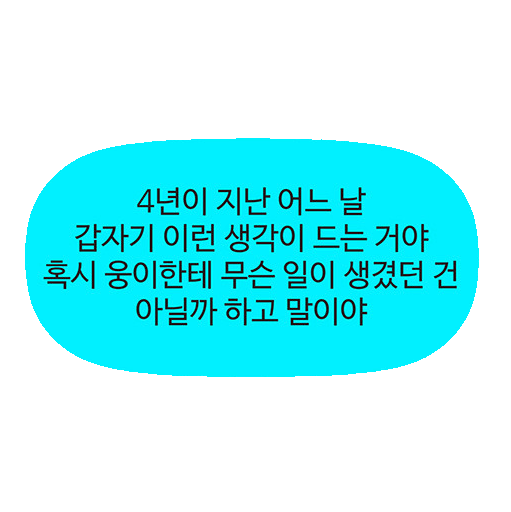 4년이 지난 어느 날
갑자기 이런 생각이 드는 거야
혹시 웅이한테 무슨 일이 생겼던 건
아닐까 하고 말이야